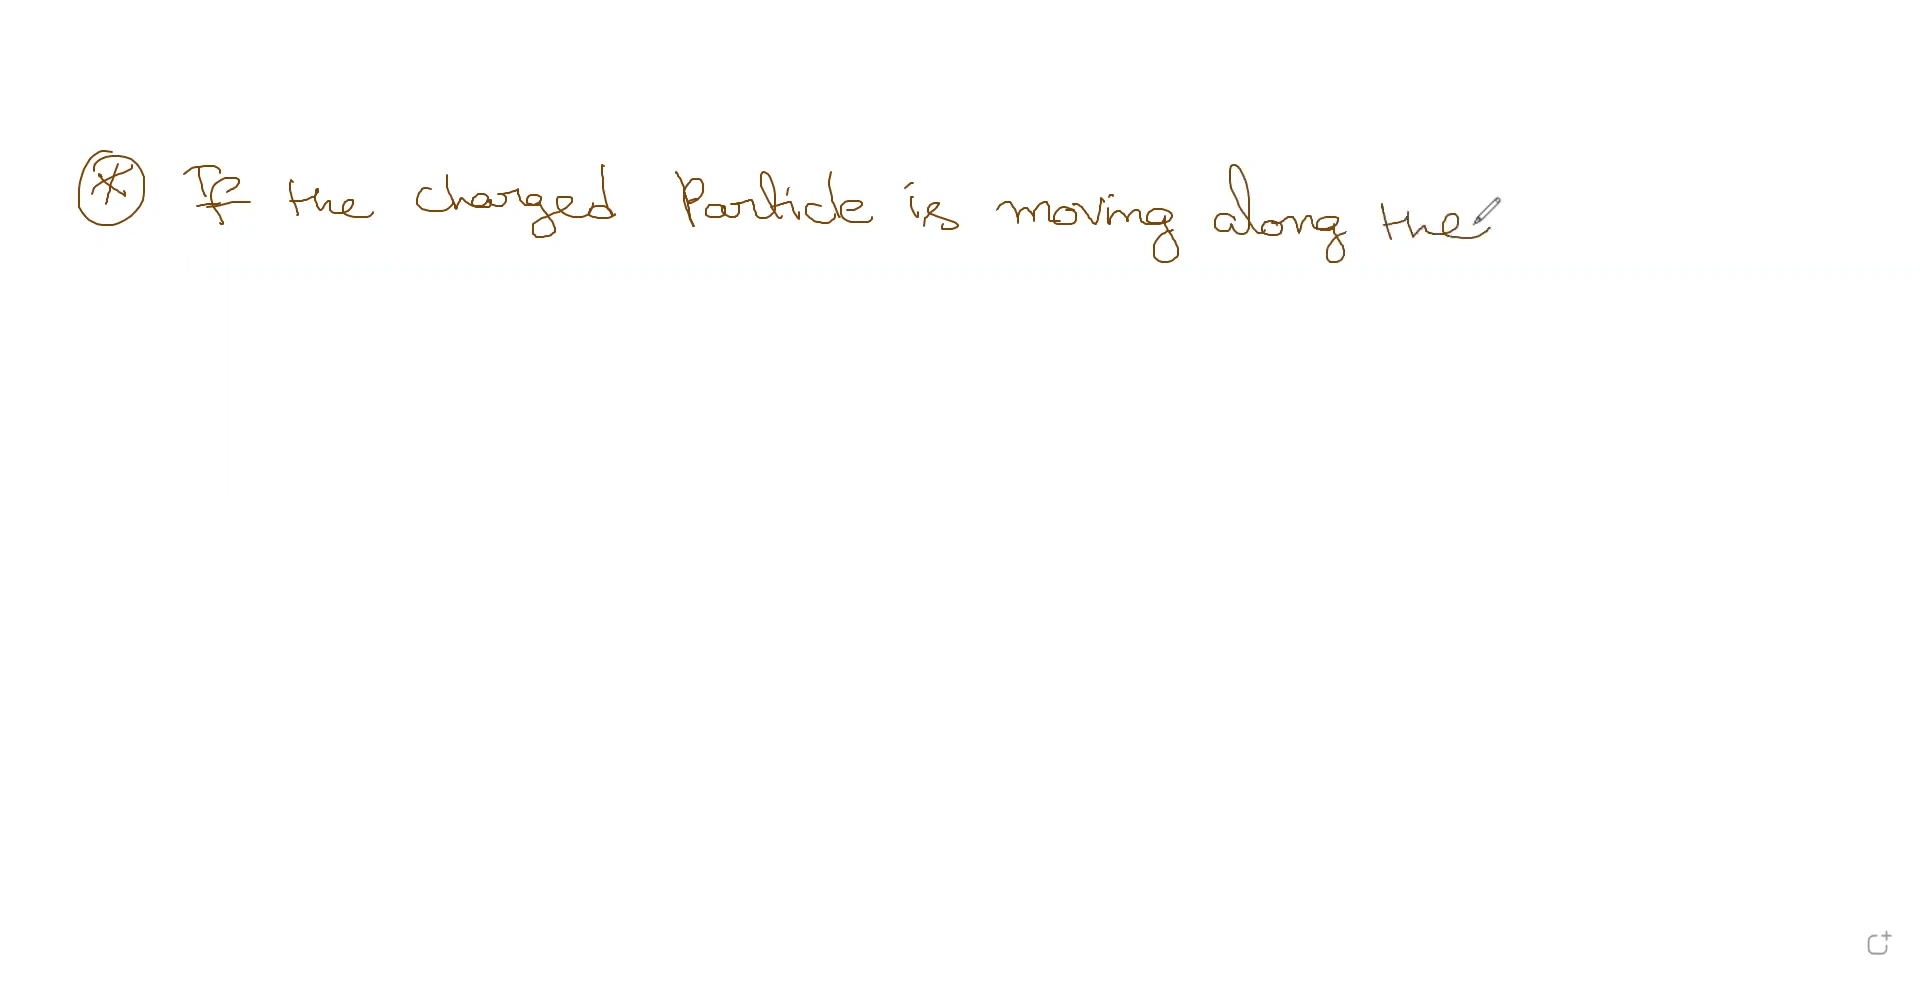 If the charged Particle is moving along the